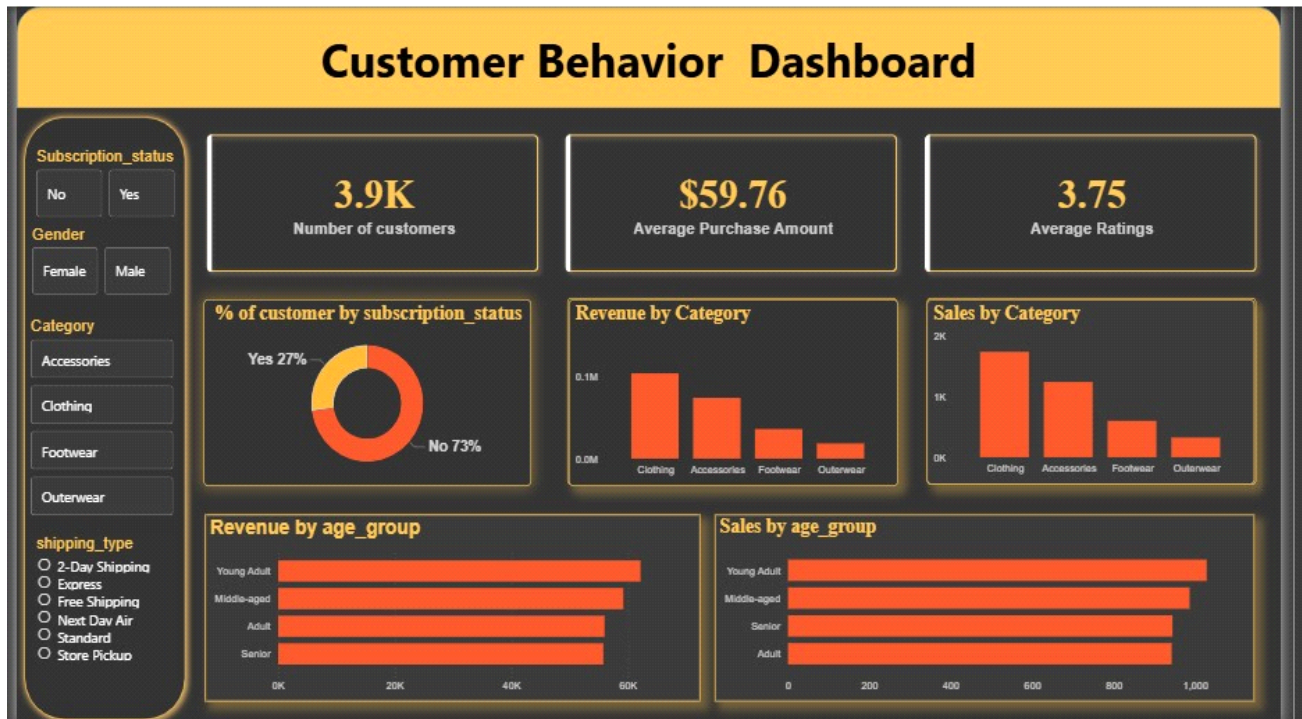 Customer Behavior Dashboard
Subscription_status
No Yes
Gender
Female Male
Category
Accessories
Clothing
Footwear
Outerwear
shipping_type
2-Day Shipping
Express
Free Shipping
Next Day Air
Standard
Store Pickup
3.9K
Number of customers
$59.76
Average Purchase Amount
3.75
Average Ratings
% of customer by subscription_status
Yes 27%
No 73%
Revenue by Category
0.1M
0.0M
Clothing Accessories Footwear Outerwear
Sales by Category
2K
1K
0K
Clothing Accessories Footwear Outerwear
Revenue by age_group
Young Adult
Middle-aged
Adult
Senior
0K 20K 40K 60K
Sales by age_group
Young Adult
Middle-aged
Senior
Adult
0 200 400 600 800 1,000